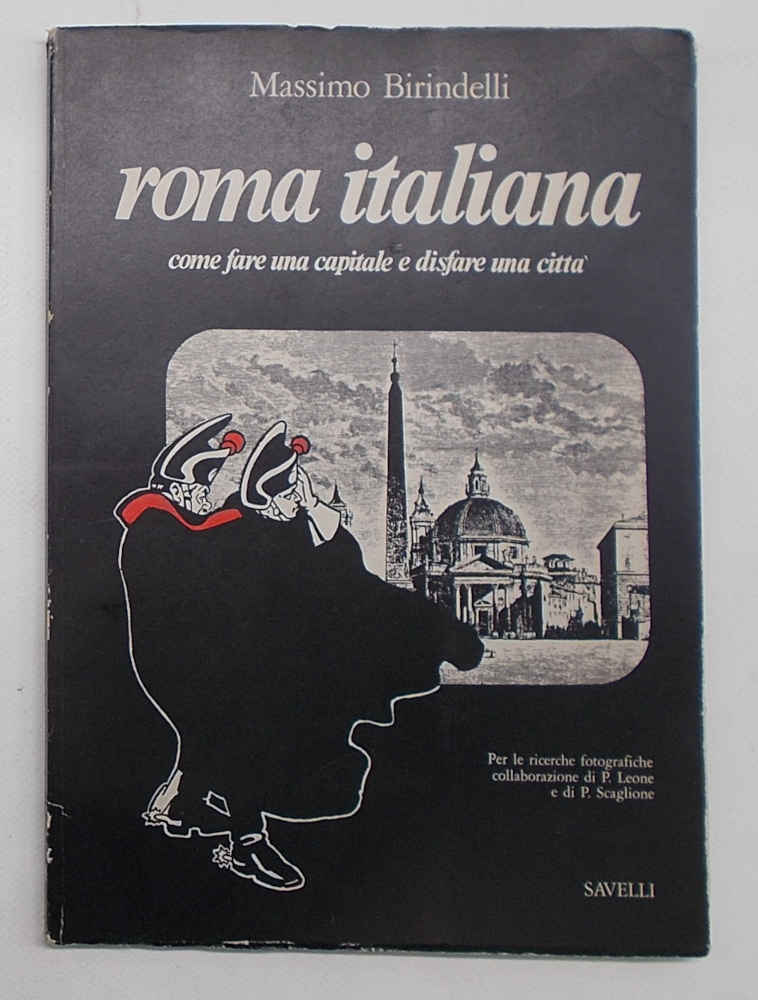 Massimo Birindelli
roma italiana
come fare una capitale e disfare una citta`
Per le ricerche fotografiche
collaborazione di P. Leone
e di P. Scaglione
SAVELLI